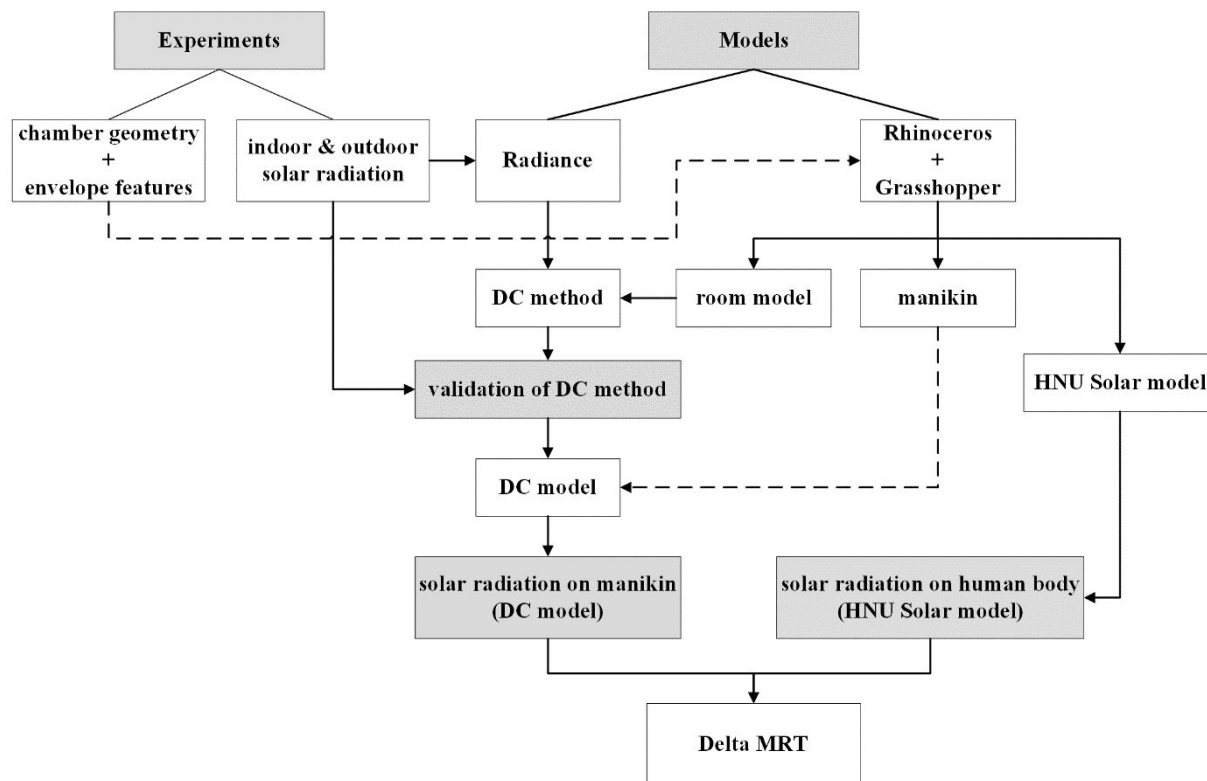 Experiments
Models
chamber geometry
+
envelope features
indoor & outdoor
solar radiation
Radiance
Rhinoceros
+
Grasshopper
DC method
room model
manikin
validation of DC method
HNU Solar model
DC model
solar radiation on manikin
(DC model)
solar radiation on human body
(HNU Solar model)
Delta MRT